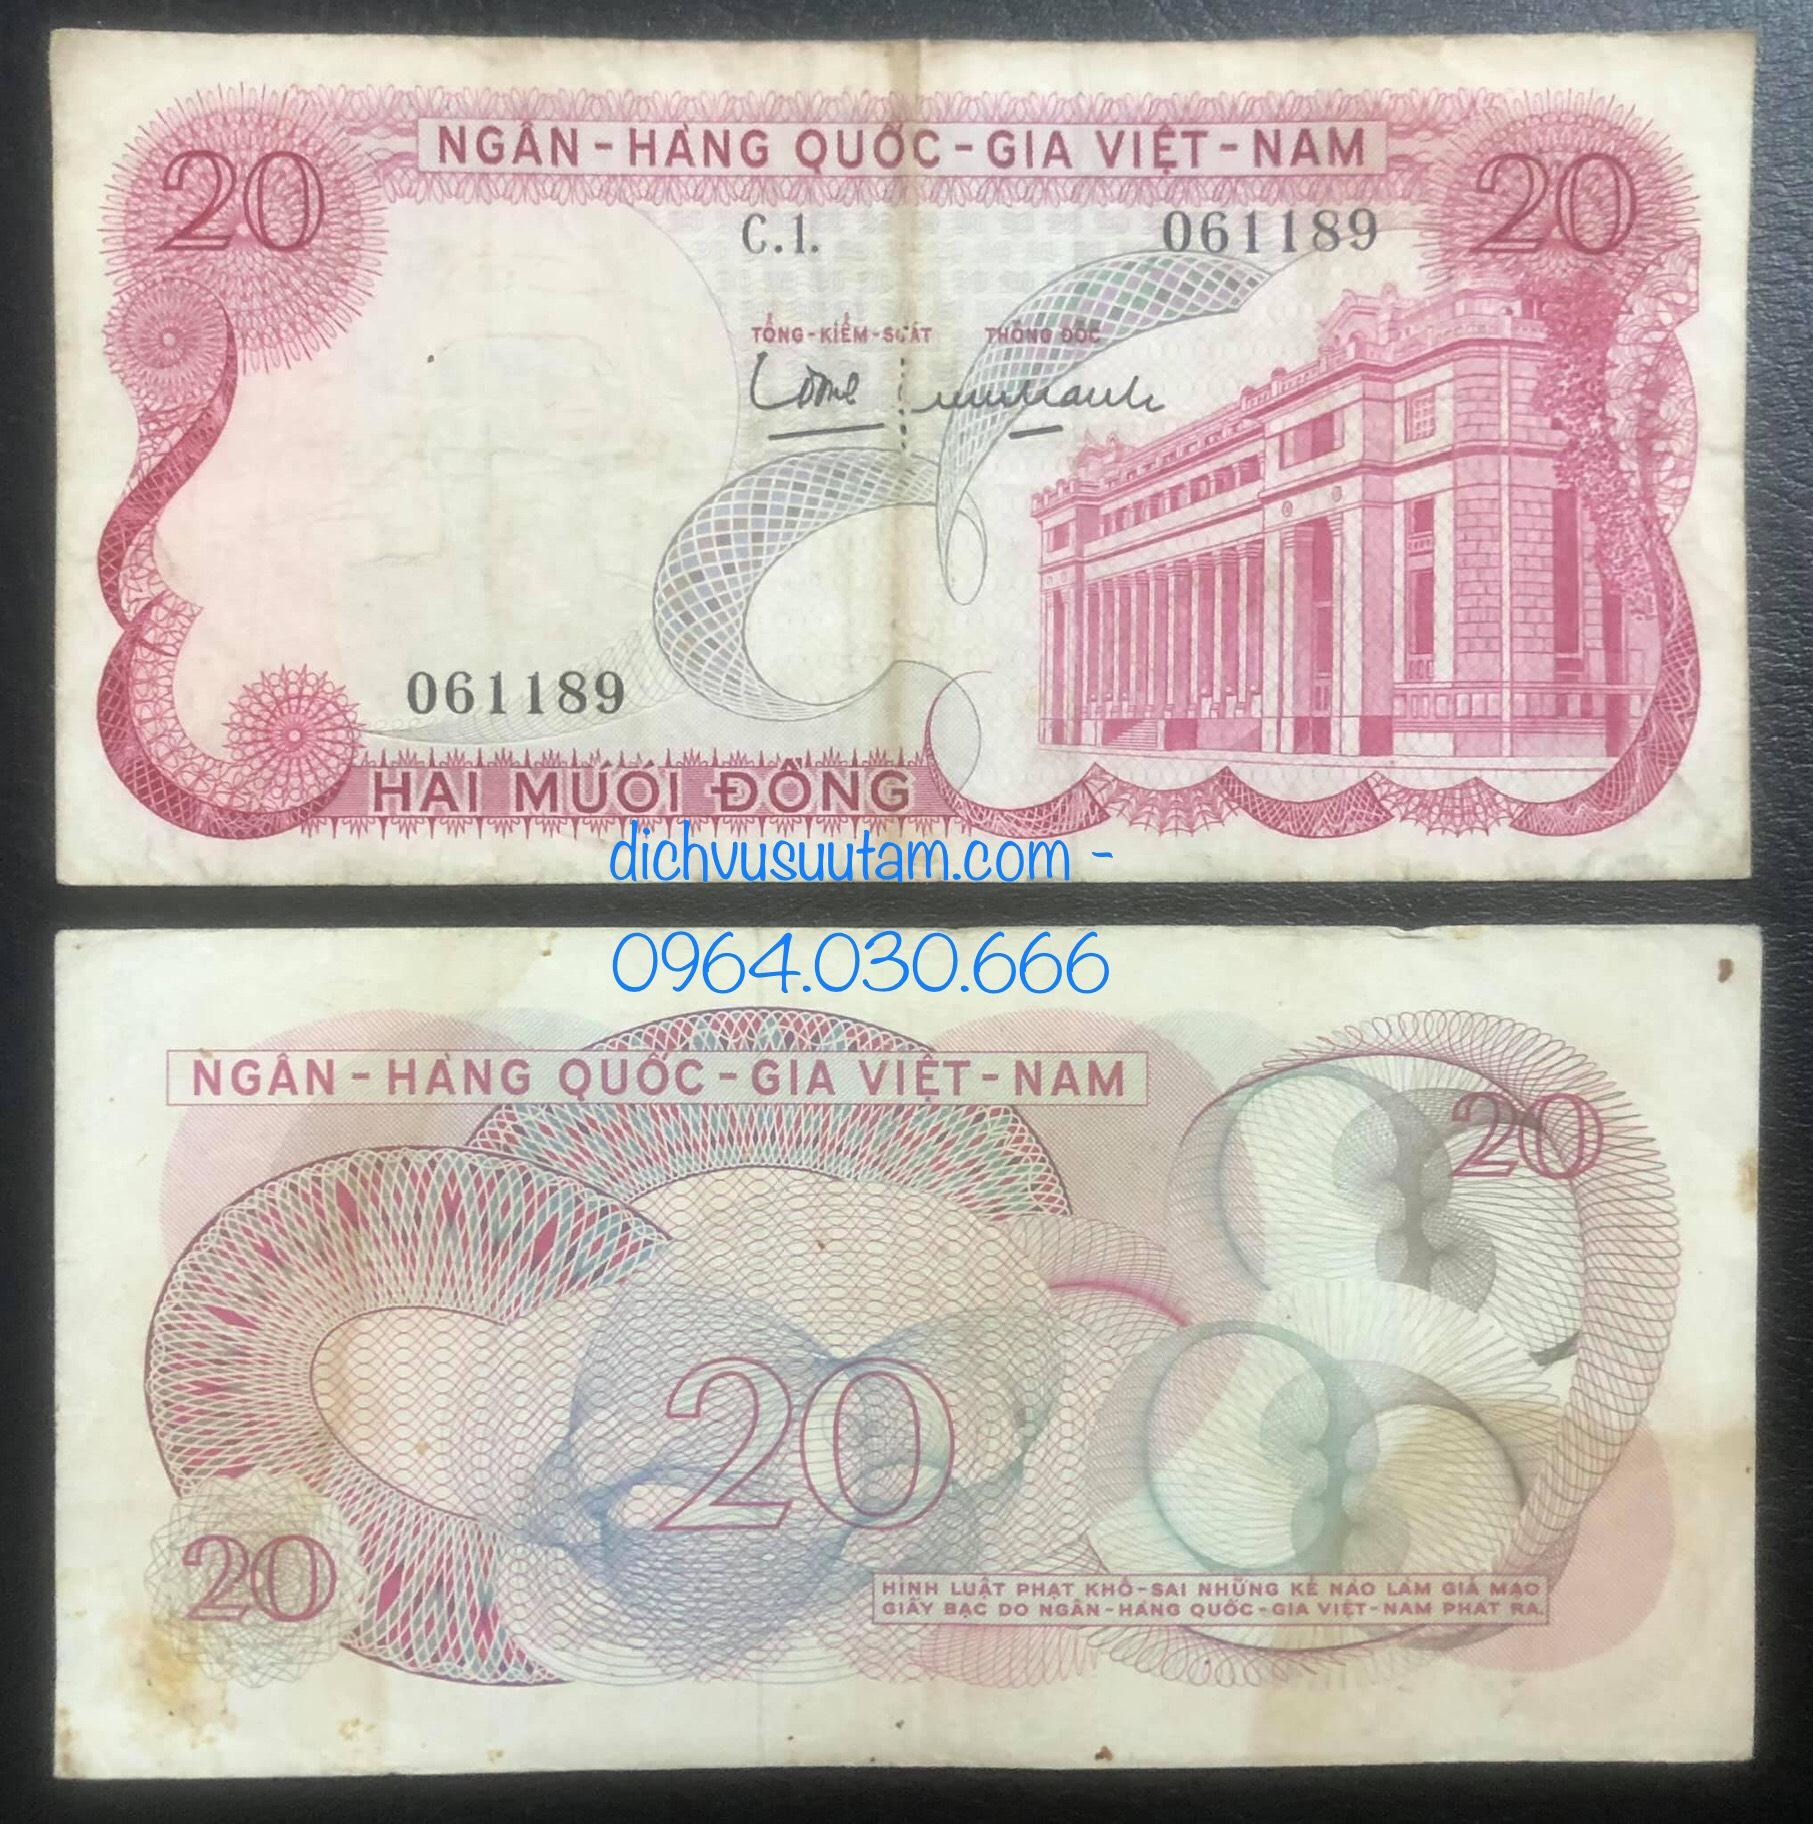 20
NGÂN - HÀNG QUỐC - GIA VIỆT - NAM
20
C.1.
061189
TỔNG - KIỂM - SOÁT
THỐNG ĐỐC
061189
HAI MƯƠI ĐỒNG
dichvusuutam.com -
0964.030.666
NGÂN - HÀNG QUỐC - GIA VIỆT - NAM
20
20
20
HÌNH LUẬT PHẠT KHỔ - SAI NHỮNG KẺ NÀO LÀM GIẢ MẠO
GIẤY BẠC DO NGÂN - HÀNG QUỐC - GIA VIỆT - NAM PHÁT RA.